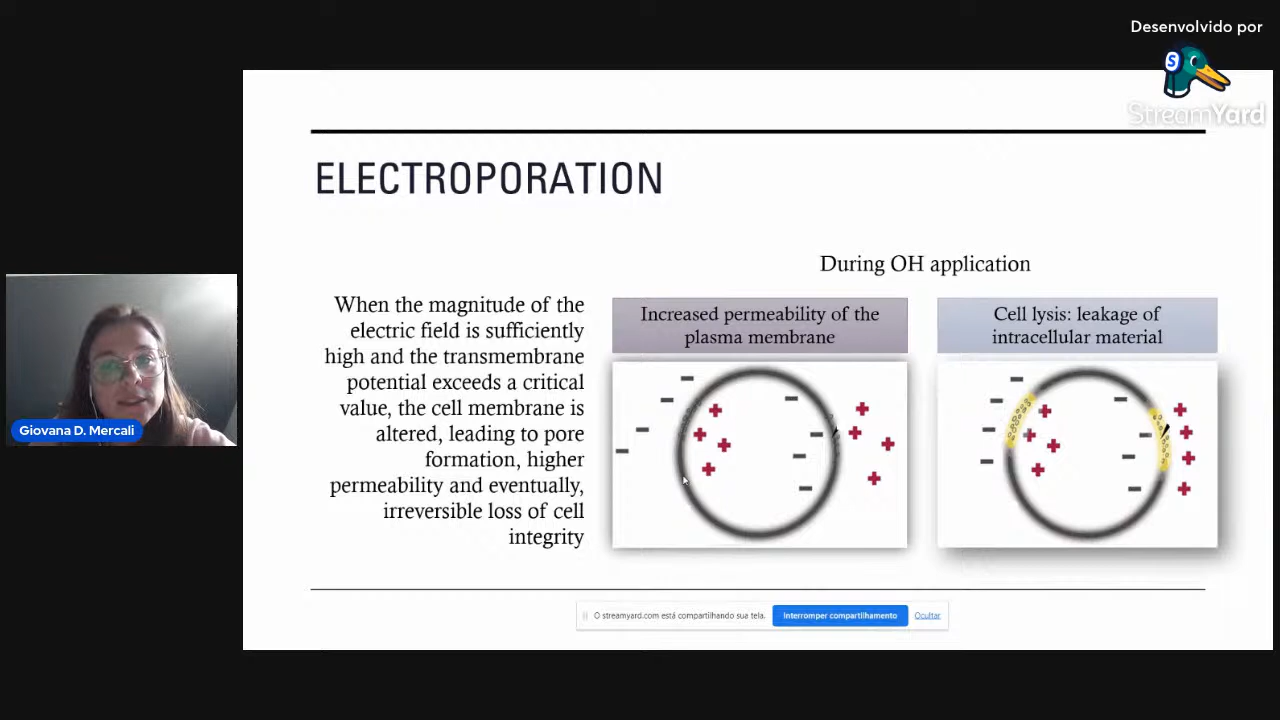 Desenvolvido por
StreamYard
ELECTROPORATION
During OH application
When the magnitude of the
electric field is sufficiently
high and the transmembrane
potential exceeds a critical
value, the cell membrane is
altered, leading to pore
formation, higher
permeability and eventually,
irreversible loss of cell
integrity
Increased permeability of the
plasma membrane
Cell lysis: leakage of
intracellular material
Giovana D. Mercali
O streamyard.com está compartilhando sua tela.
Interromper compartilhamento
Ocultar